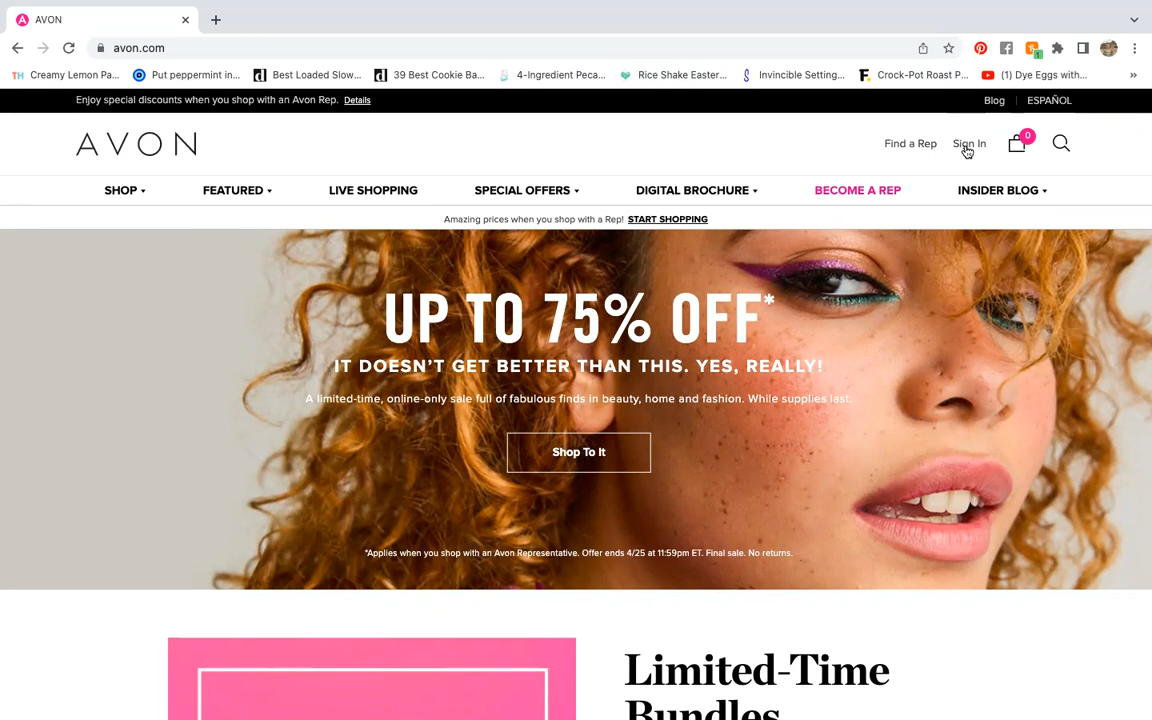 AVON
avon.com
1
Creamy Lemon Pa...
Put peppermint in...
Best Loaded Slow...
39 Best Cookie Ba...
4-Ingredient Peca...
Rice Shake Easter...
Invincible Setting...
Crock-Pot Roast P...
(1) Dye Eggs with...
»
Enjoy special discounts when you shop with an Avon Rep. Details
Blog | ESPAÑOL
AVON
Find a Rep
Sign In
0
SHOP
FEATURED
LIVE SHOPPING
SPECIAL OFFERS
DIGITAL BROCHURE
BECOME A REP
INSIDER BLOG
Amazing prices when you shop with a Rep! START SHOPPING
UP TO 75% OFF*
IT DOESN'T GET BETTER THAN THIS. YES, REALLY!
A limited-time, online-only sale full of fabulous finds in beauty, home and fashion. While supplies last.
Shop To It
*Applies when you shop with an Avon Representative. Offer ends 4/25 at 11:59pm ET. Final sale. No returns.
Limited-Time
Bundles